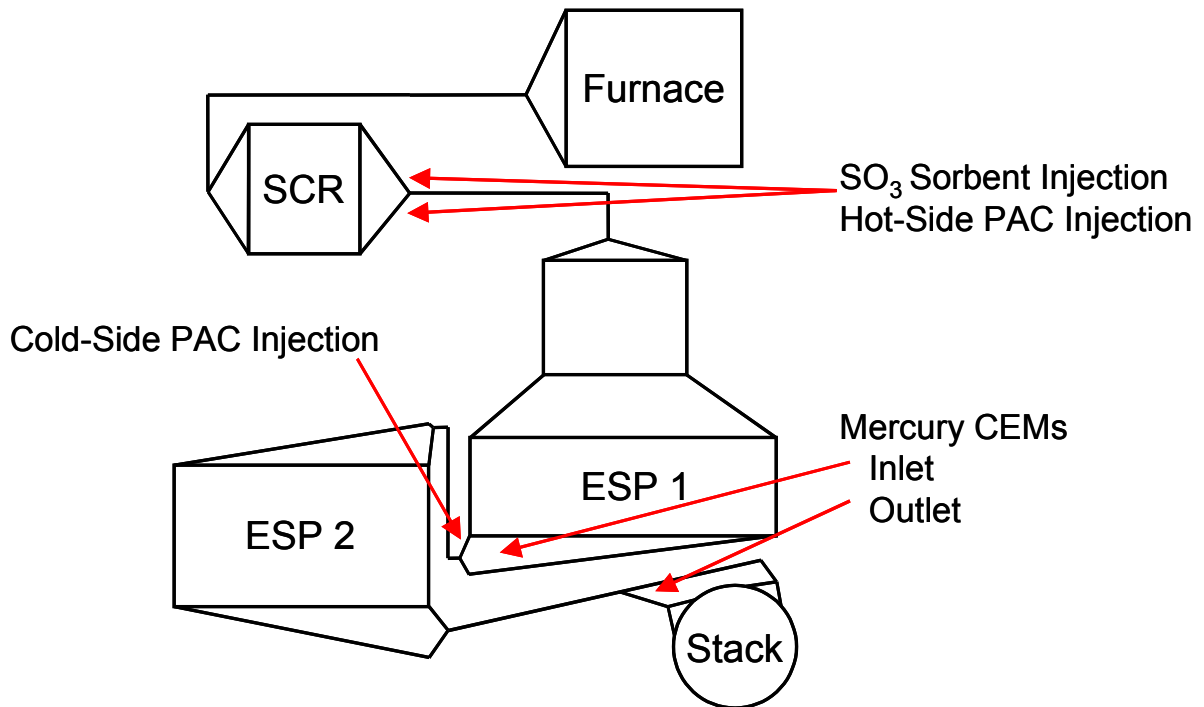 Furnace
SCR
SO₃ Sorbent Injection
Hot-Side PAC Injection
Cold-Side PAC Injection
Mercury CEMs
Inlet
Outlet
ESP 1
ESP 2
Stack